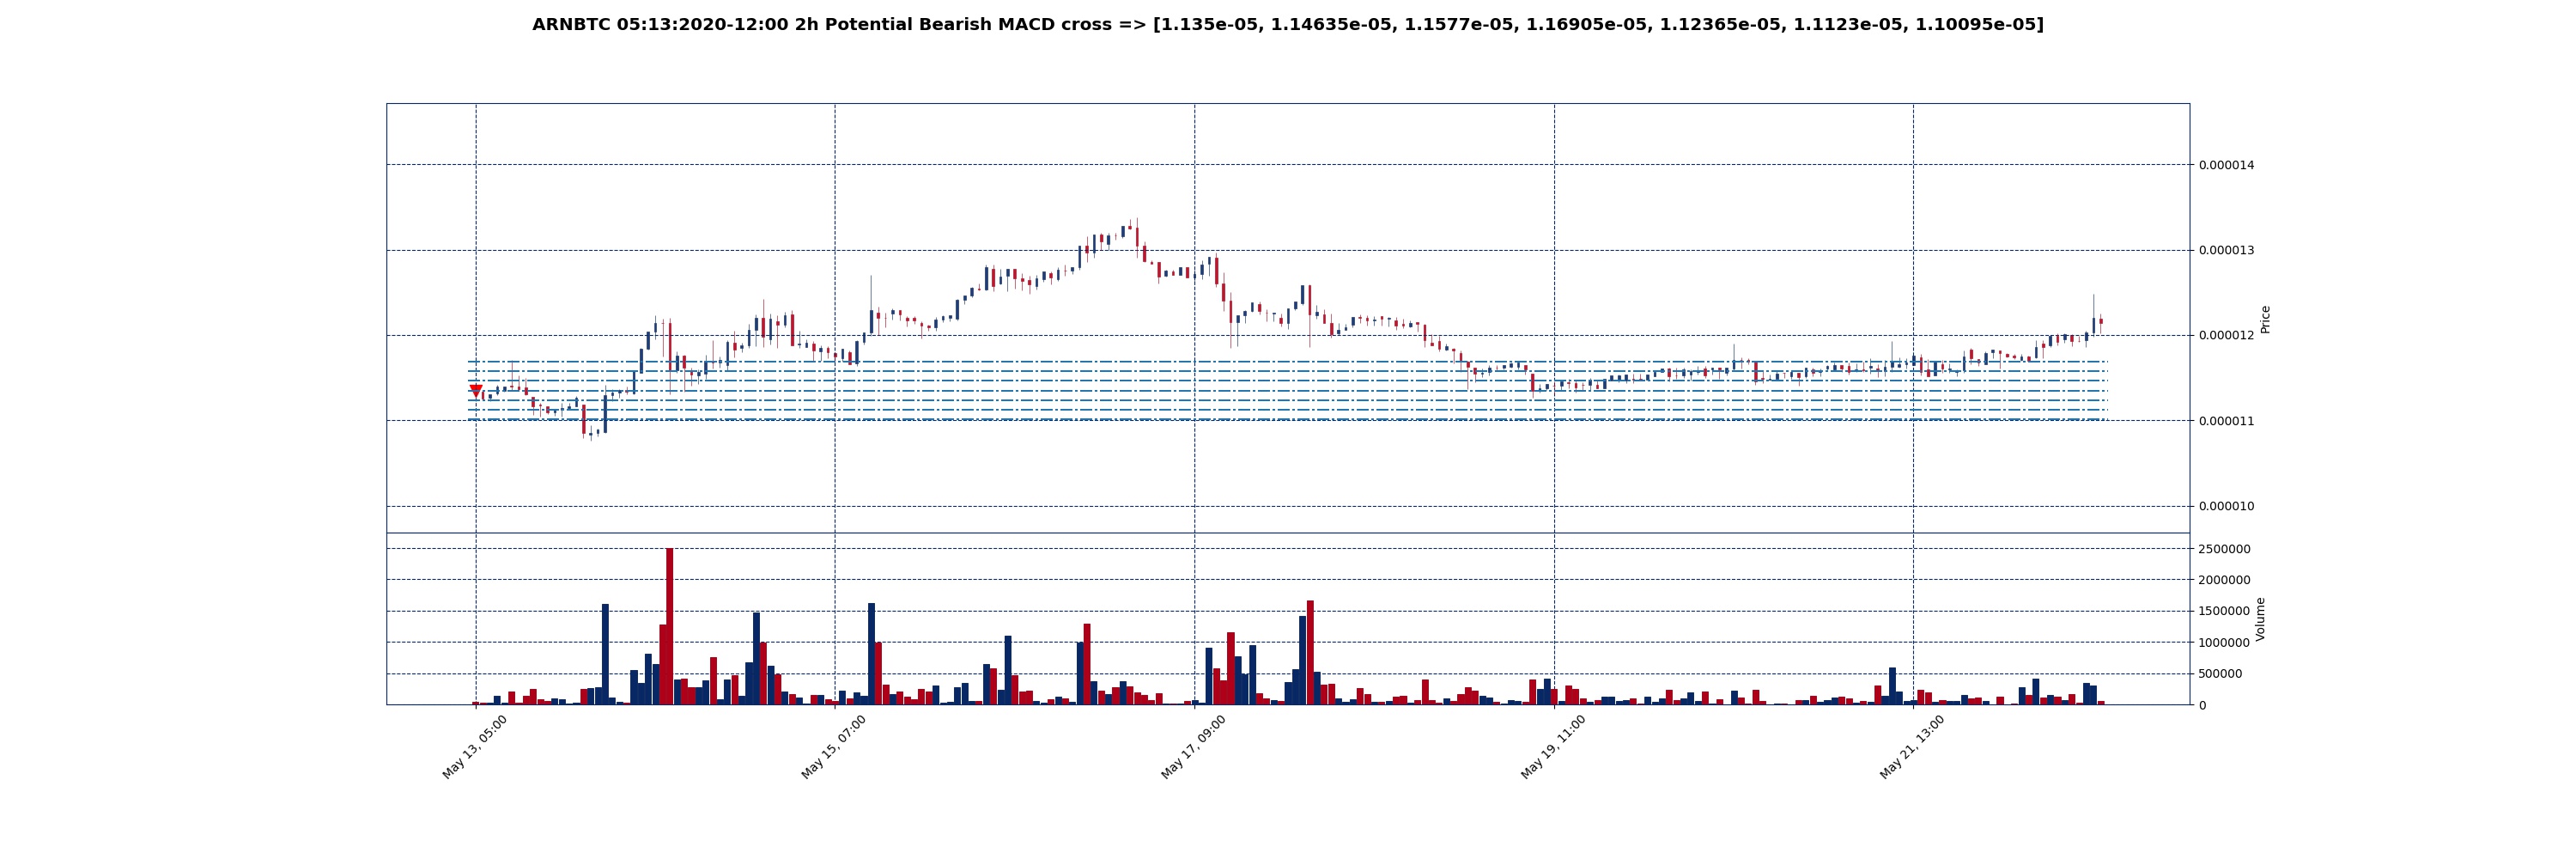 ARNBTC 05:13:2020-12:00 2h Potential Bearish MACD cross => [1.135e-05, 1.14635e-05, 1.1577e-05, 1.16905e-05, 1.12365e-05, 1.1123e-05, 1.10095e-05]
0.000014
0.000013
0.000012
0.000011
0.000010
Price
2500000
2000000
1500000
1000000
500000
0
Volume
May 13, 05:00
May 15, 07:00
May 17, 09:00
May 19, 11:00
May 21, 13:00